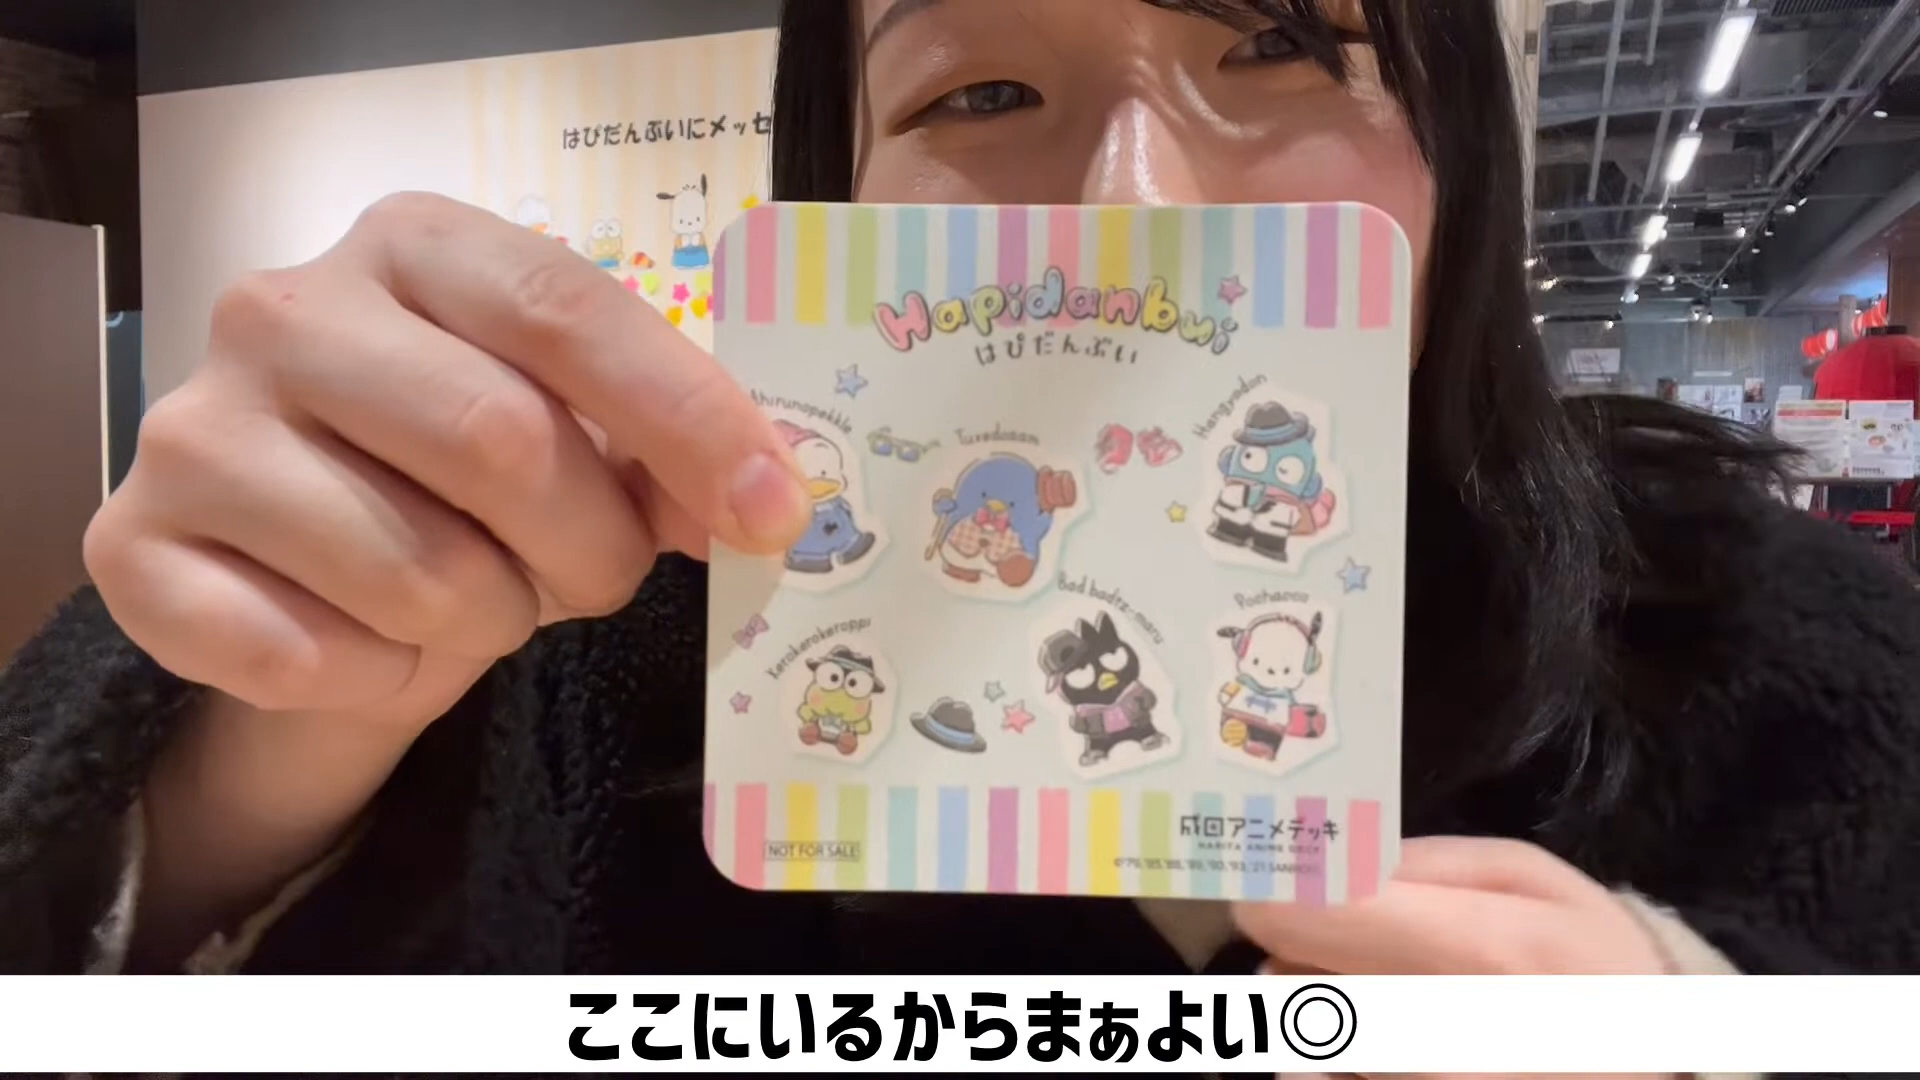 はぴだんぶいにメッセ
Hapidanbui
はぴだんぶい
Ahirunopekkle
Tuxedosam
Hangyodon
Kerokerokeroppi
Bad badtz-maru
Pochacco
成田アニメデッキ
NARITA ANIME DECK
NOT FOR SALE
ここにいるからまぁよい◎